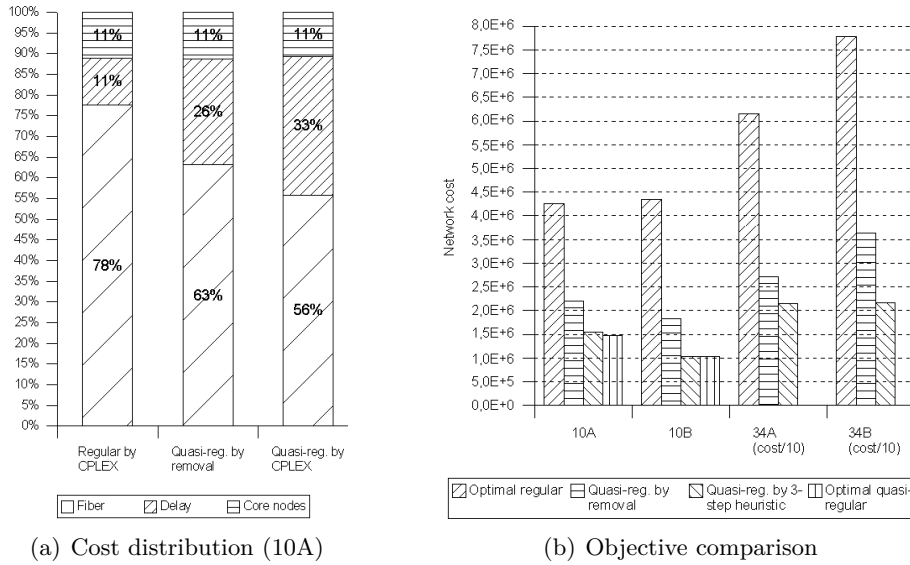 100%
95%
90%
85%
80%
75%
70%
65%
60%
55%
50%
45%
40%
35%
30%
25%
20%
15%
10%
5%
0%
11%
11%
78%
11%
26%
63%
11%
33%
56%
Regular by
CPLEX
Quasi-reg. by
removal
Quasi-reg. by
CPLEX
Fiber
Delay
Core nodes
(a) Cost distribution (10A)
Network cost
8,0E+6
7,5E+6
7,0E+6
6,5E+6
6,0E+6
5,5E+6
5,0E+6
4,5E+6
4,0E+6
3,5E+6
3,0E+6
2,5E+6
2,0E+6
1,5E+6
1,0E+6
5,0E+5
0,0E+0
10A
10B
34A
(cost/10)
34B
(cost/10)
Optimal regular
Quasi-reg. by
removal
Quasi-reg. by 3-
step heuristic
Optimal quasi-
regular
(b) Objective comparison